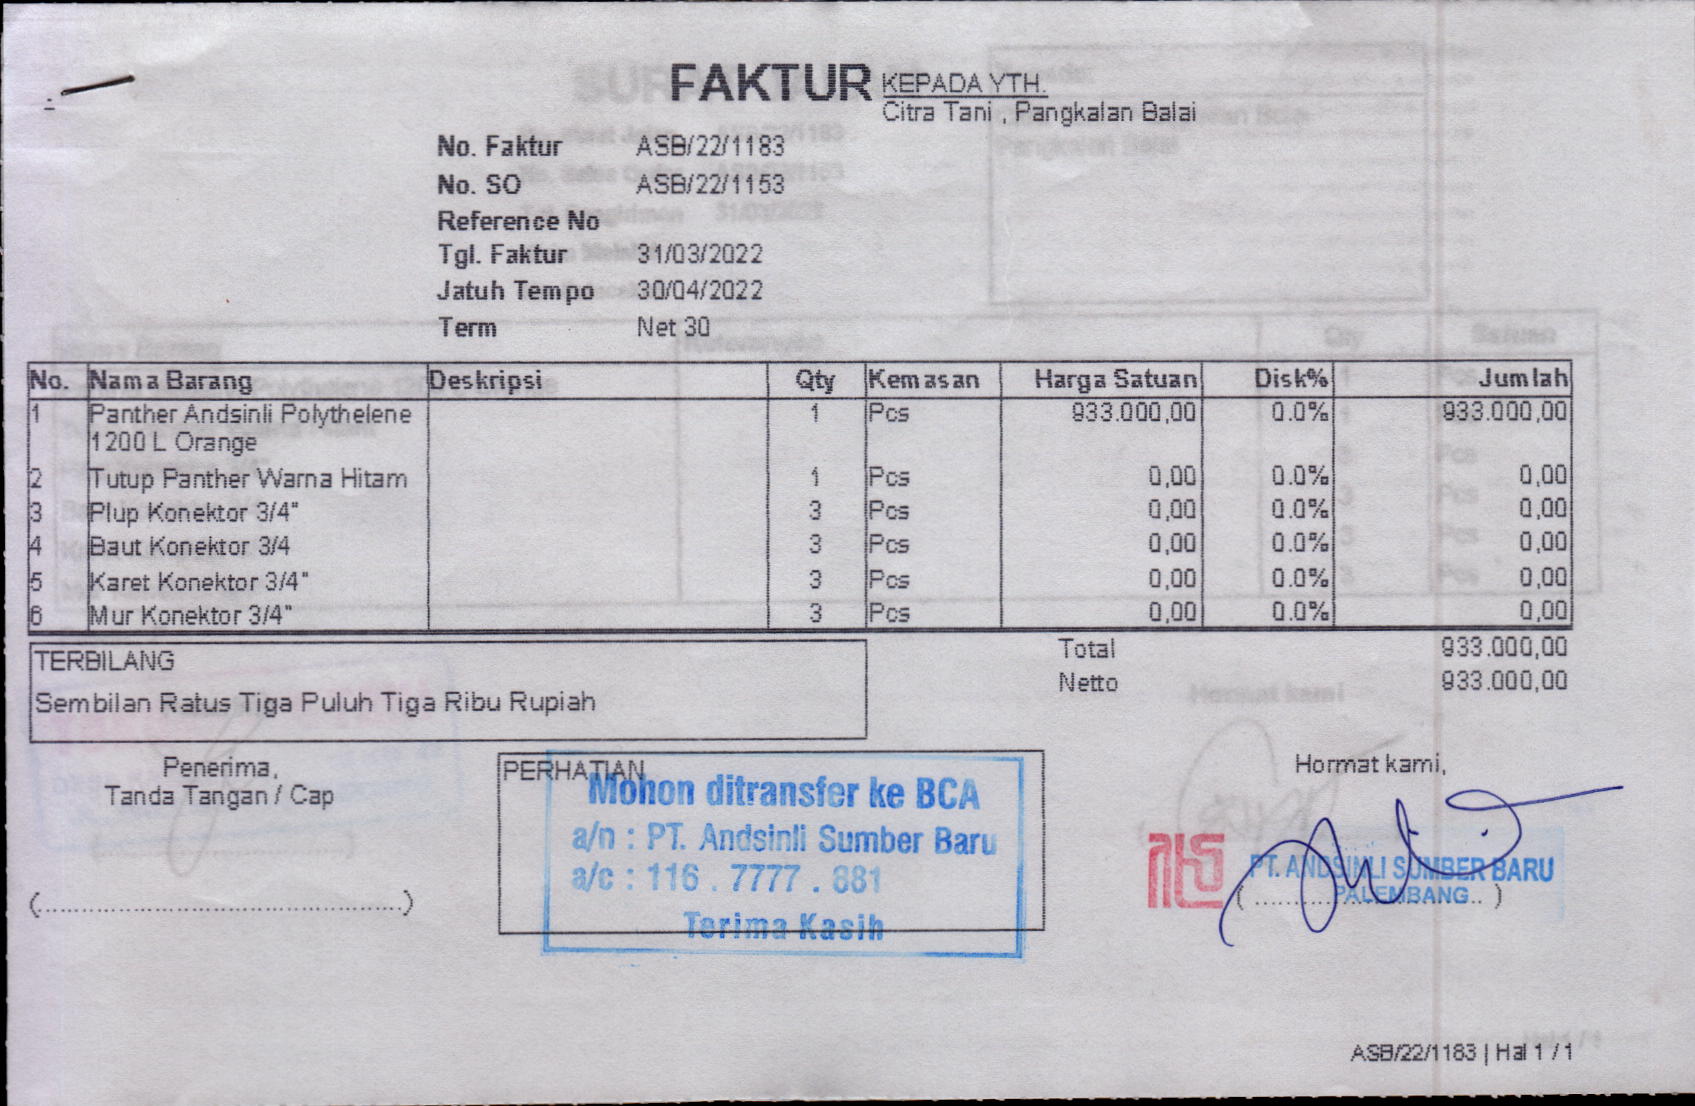 FAKTUR
KEPADA YTH.
Citra Tani , Pangkalan Balai
No. Faktur ASB/22/1183
No. SO ASB/22/1153
Reference No
Tgl. Faktur 31/03/2022
Jatuh Tempo 30/04/2022
Term Net 30
No. Nama Barang Deskripsi Qty Kemasan Harga Satuan Disk% Jumlah
1 Panther Andsinli Polythelene 1 Pcs 933.000,00 0.0% 933.000,00
1200 L Orange
2 Tutup Panther Warna Hitam 1 Pcs 0,00 0.0% 0,00
3 Plup Konektor 3/4" 3 Pcs 0,00 0.0% 0,00
4 Baut Konektor 3/4 3 Pcs 0,00 0.0% 0,00
5 Karet Konektor 3/4" 3 Pcs 0,00 0.0% 0,00
6 Mur Konektor 3/4" 3 Pcs 0,00 0.0% 0,00
Total 933.000,00
Netto 933.000,00
TERBILANG
Sembilan Ratus Tiga Puluh Tiga Ribu Rupiah
Penerima,
Tanda Tangan / Cap
(................................................)
PERHATIAN
Mohon ditransfer ke BCA
a/n : PT. Andsinli Sumber Baru
a/c : 116 . 7777 . 881
Terima Kasih
Hormat kami,
PT. ANDSINLI SUMBER BARU
PALEMBANG
ASB/22/1183 | Hal 1 / 1